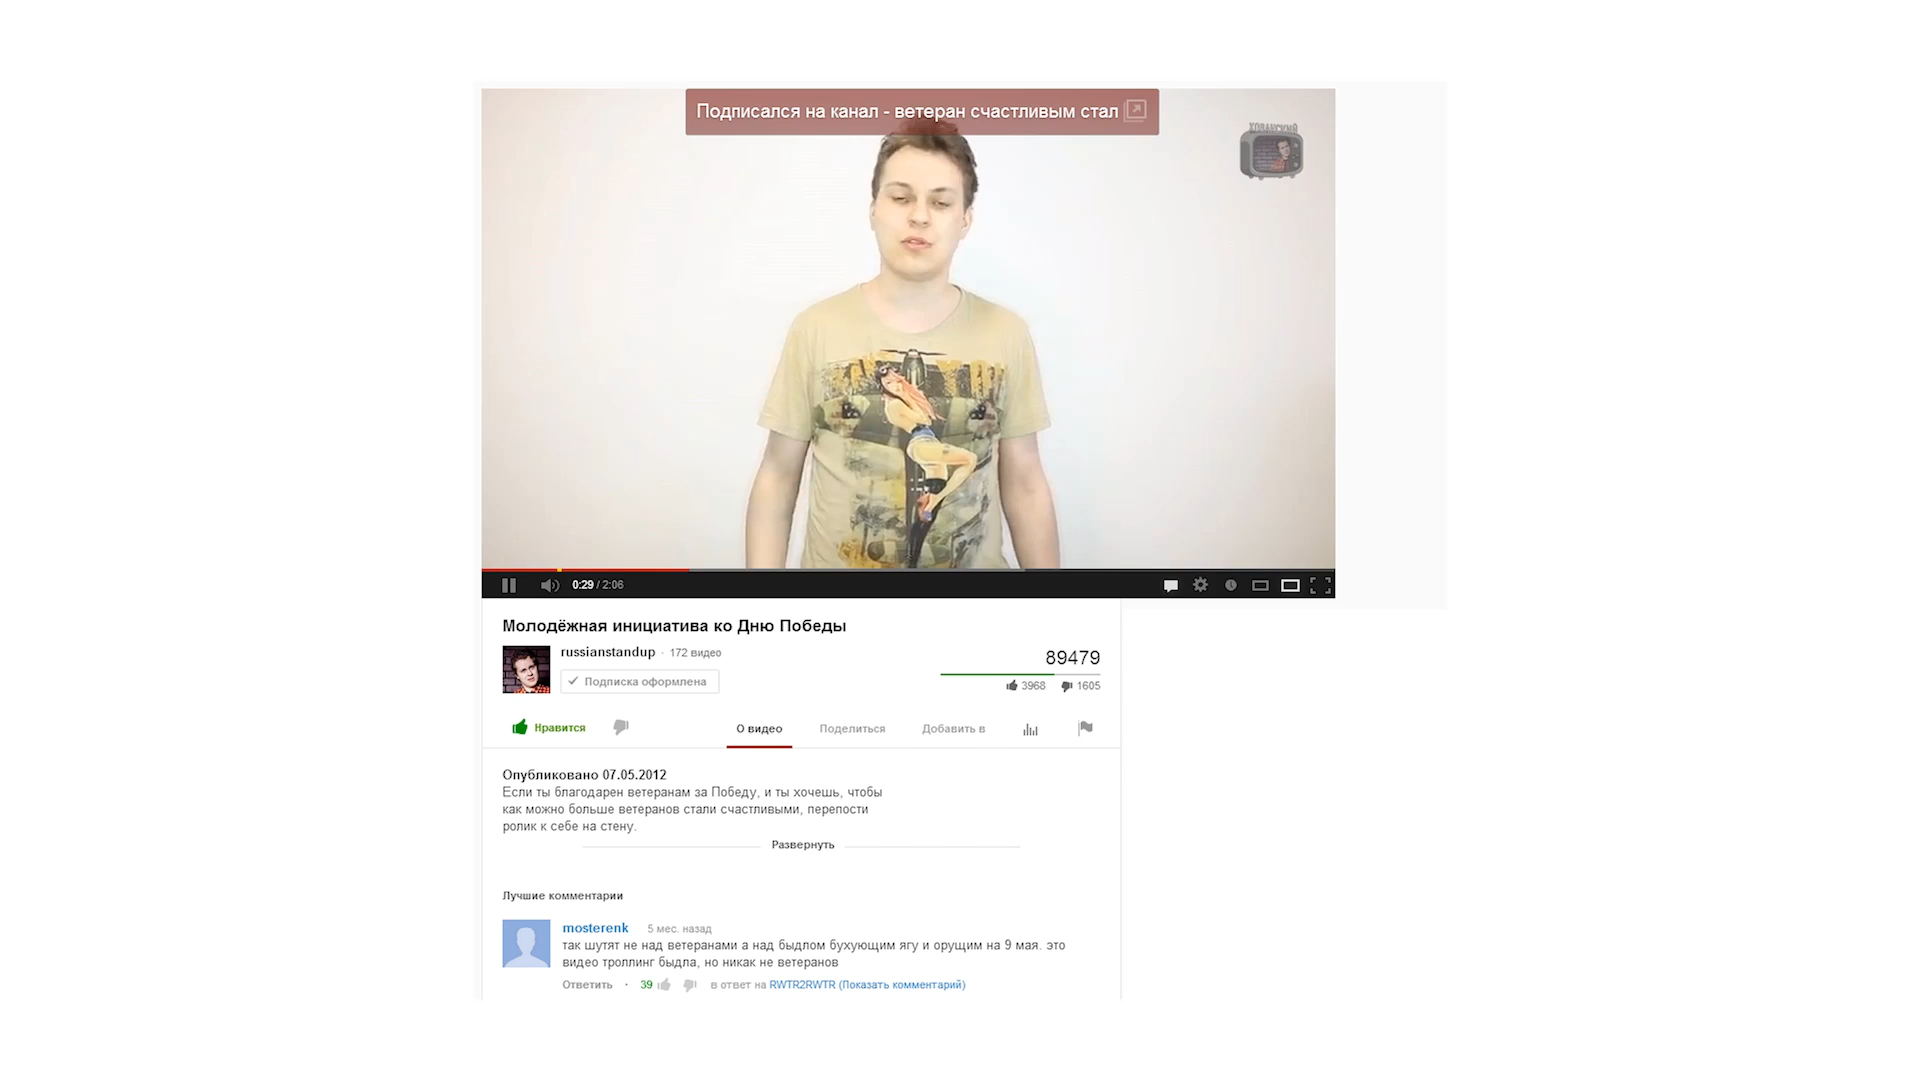 Подписался на канал - ветеран счастливым стал
ХОВАНСКИЙ
0:29 / 2:06
Молодёжная инициатива ко Дню Победы
russianstandup · 172 видео
89479
Подписка оформлена
3968 1605
Нравится О видео Поделиться Добавить в
Опубликовано 07.05.2012
Если ты благодарен ветеранам за Победу, и ты хочешь, чтобы
как можно больше ветеранов стали счастливыми, перепости
ролик к себе на стену.
Развернуть
Лучшие комментарии
mosterenk 5 мес. назад
так шутят не над ветеранами а над быдлом бухующим ягу и орущим на 9 мая. это
видео троллинг быдла, но никак не ветеранов
Ответить · 39 в ответ на RWTR2RWTR (Показать комментарий)